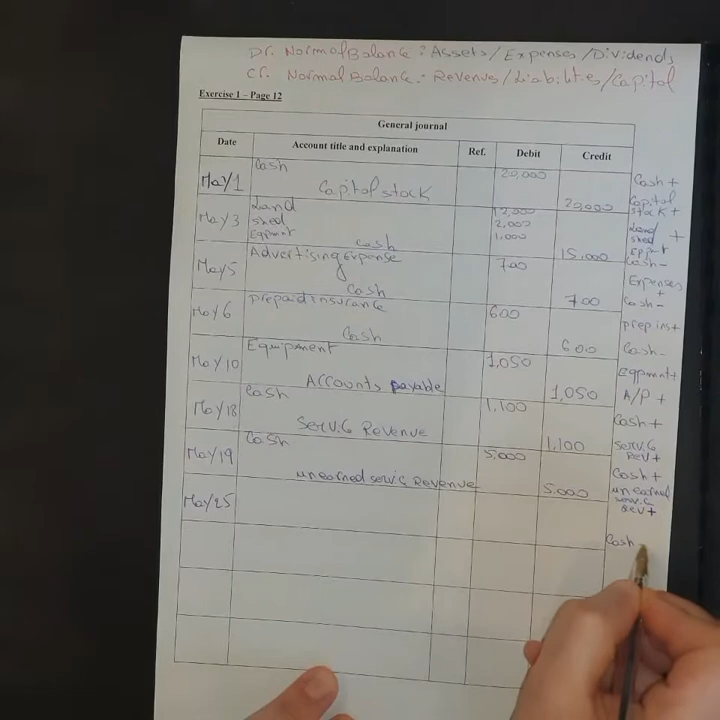 Dr. Normal Balance : Assets / Expenses / Dividends
Cr. Normal Balance : Revenues / Liabilities / Capital
Exercise 1 – Page 12
General journal
Date Account title and explanation Ref. Debit Credit
May 1 Cash 20,000 Cash +
Capital stock 20,000 Capital stock +
May 3 Land 12,000 Land
shed 2,000 shed +
Eqpment 1,000 Eqp-t
Cash 15,000 Cash -
May 5 Advertising Expense 700 Expenses +
Cash 700 Cash -
May 6 prepaid insurance 600 prep ins +
Cash 600 Cash -
May 10 Equipment 1,050 Eqpment +
Accounts payable 1,050 A/P +
May 18 Cash 1,100 Cash +
Service Revenue 1,100 service Rev +
May 19 Cash 5,000 Cash +
unearned service Revenue 5,000 unearned service Rev +
May 25
Cash -